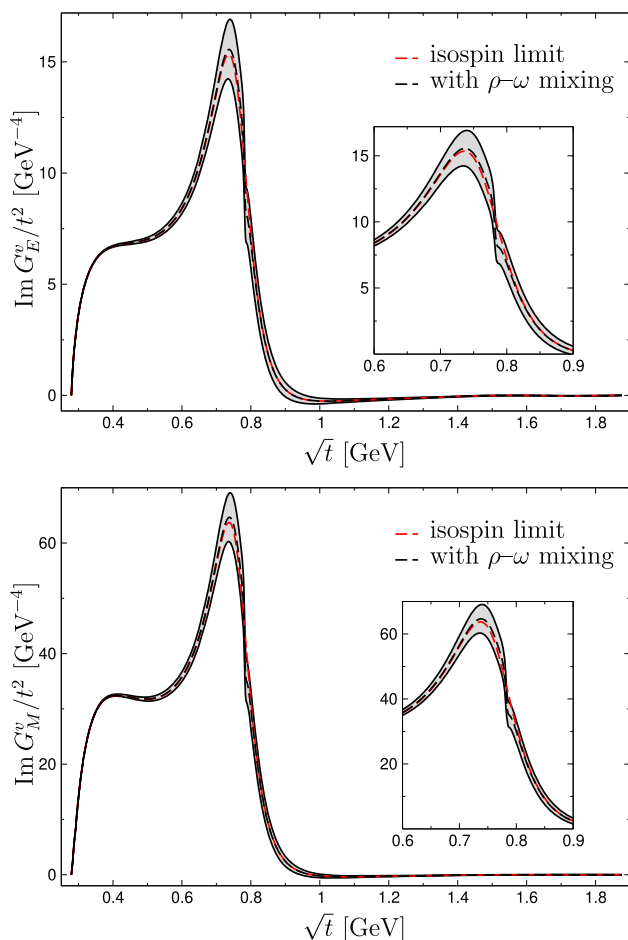 15
10
5
0
Im G_E^v/t^2 [GeV^-4]
isospin limit
with ρ–ω mixing
15
10
5
0
0.6 0.7 0.8 0.9
0.4 0.6 0.8 1 1.2 1.4 1.6 1.8
√t [GeV]
60
40
20
0
Im G_M^v/t^2 [GeV^-4]
isospin limit
with ρ–ω mixing
60
40
20
0.6 0.7 0.8 0.9
0.4 0.6 0.8 1 1.2 1.4 1.6 1.8
√t [GeV]